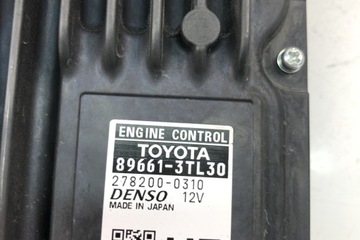 ENGINE CONTROL
TOYOTA
89661-3TL30
278200-0310
DENSO 12V
MADE IN JAPAN